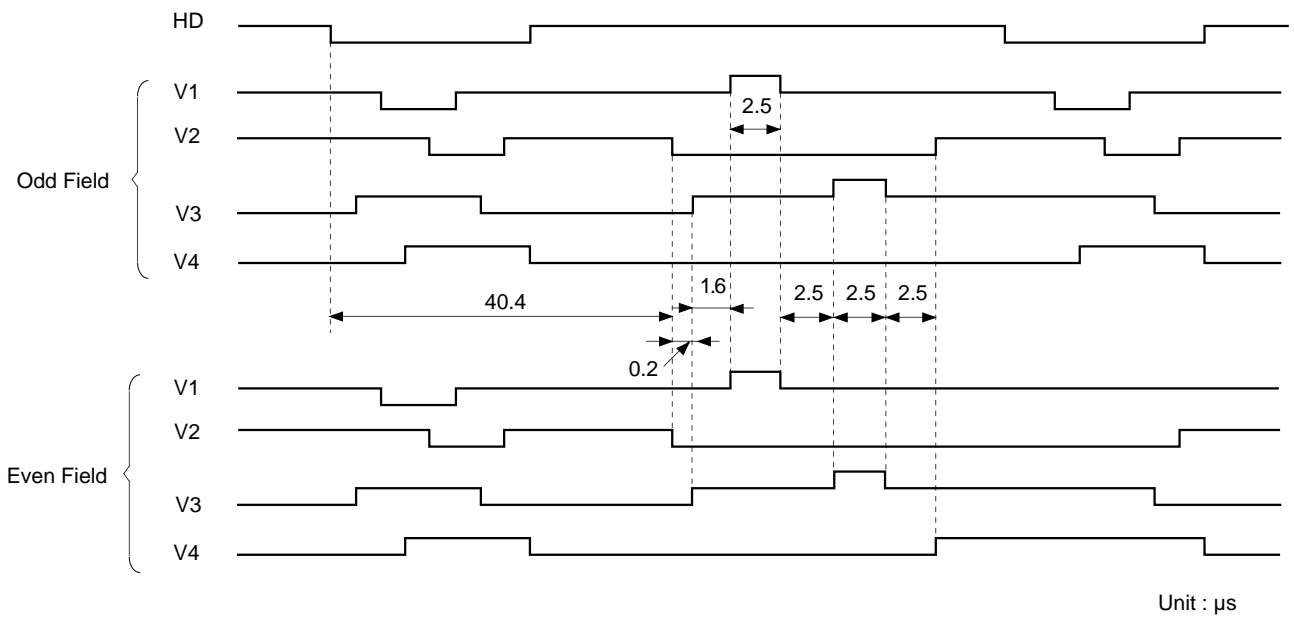 HD
V1
2.5
V2
Odd Field
V3
V4
1.6
2.5 2.5 2.5
40.4
0.2
V1
V2
Even Field
V3
V4
Unit : µs